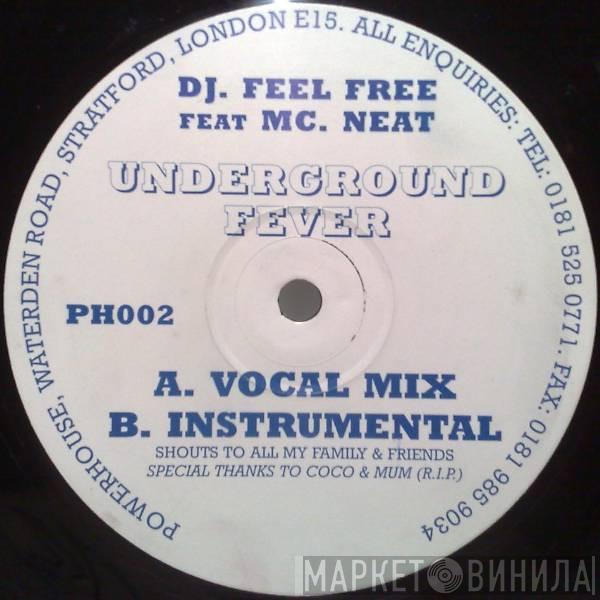 POWERHOUSE, WATERDEN ROAD, STRATFORD, LONDON E15. ALL ENQUIRIES: TEL: 0181 525 0771. FAX: 0181 985 9034
DJ. FEEL FREE
FEAT MC. NEAT
UNDERGROUND
FEVER
PH002
A. VOCAL MIX
B. INSTRUMENTAL
SHOUTS TO ALL MY FAMILY & FRIENDS
SPECIAL THANKS TO COCO & MUM (R.I.P.)
МАРКЕТ ВИНИЛА